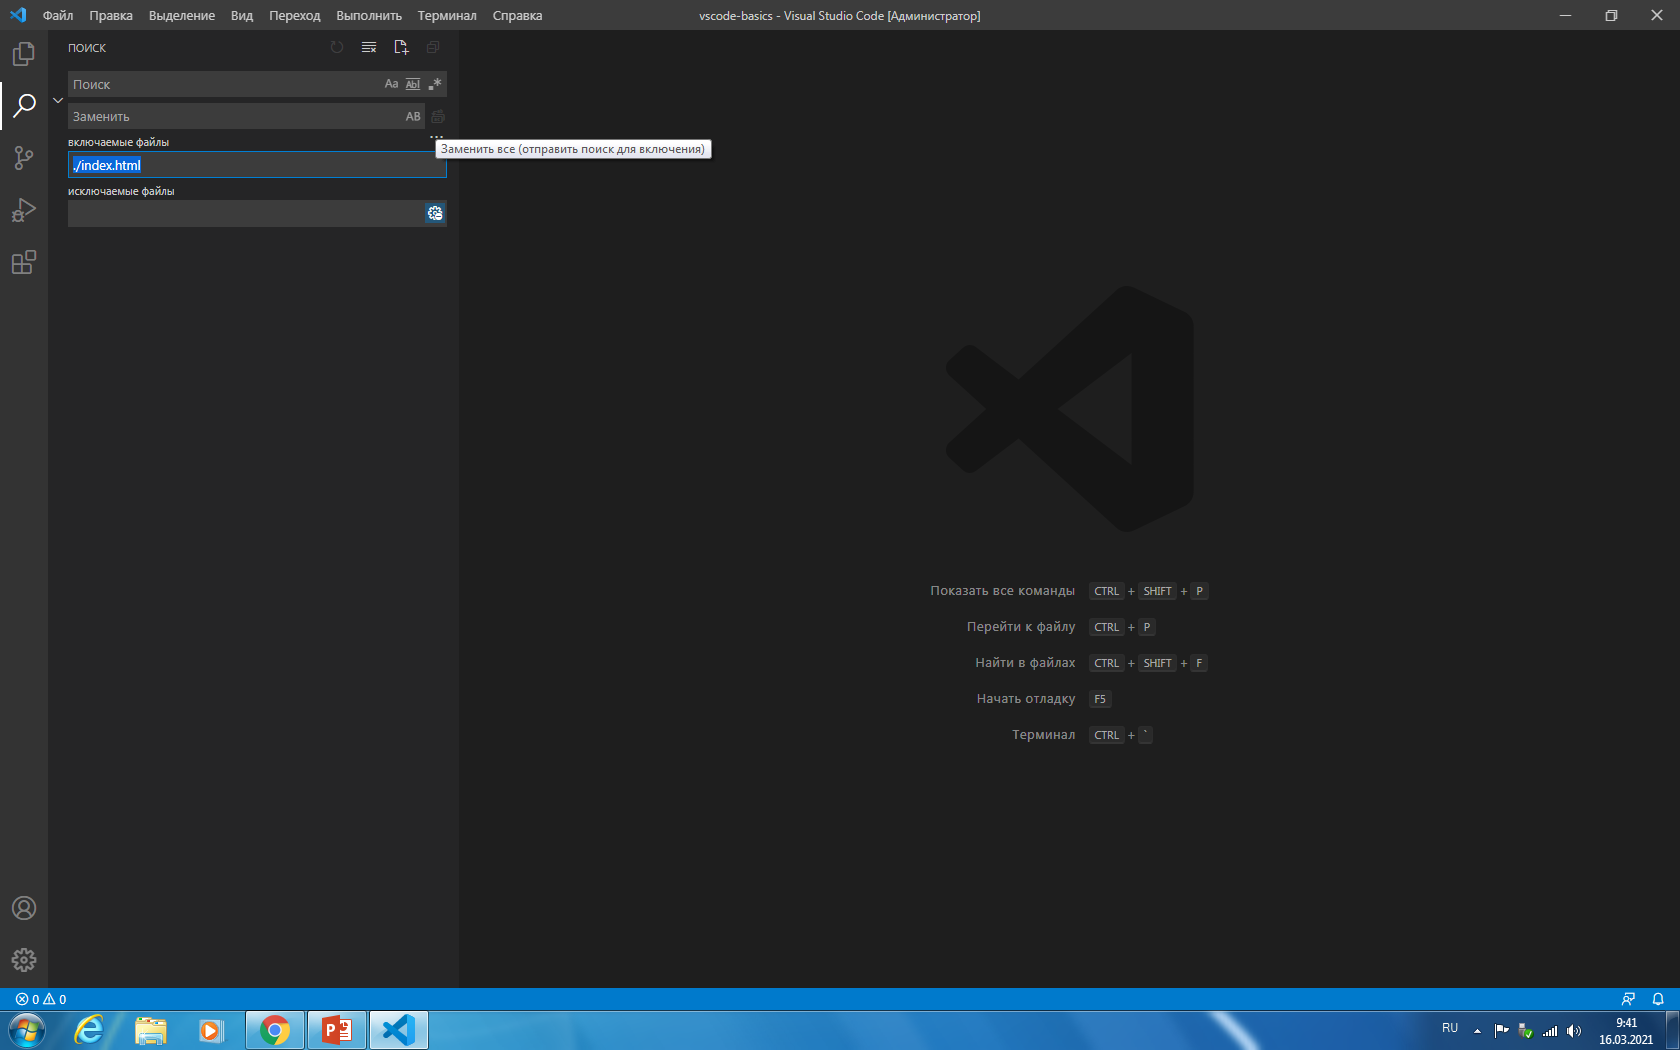 Файл Правка Выделение Вид Переход Выполнить Терминал Справка
vscode-basics - Visual Studio Code [Администратор]
ПОИСК
Поиск
Aa Abl .*
Заменить
AB
...
включаемые файлы
Заменить все (отправить поиск для включения)
./index.html
исключаемые файлы
Показать все команды CTRL + SHIFT + P
Перейти к файлу CTRL + P
Найти в файлах CTRL + SHIFT + F
Начать отладку F5
Терминал CTRL + `
0 0
RU
9:41
16.03.2021